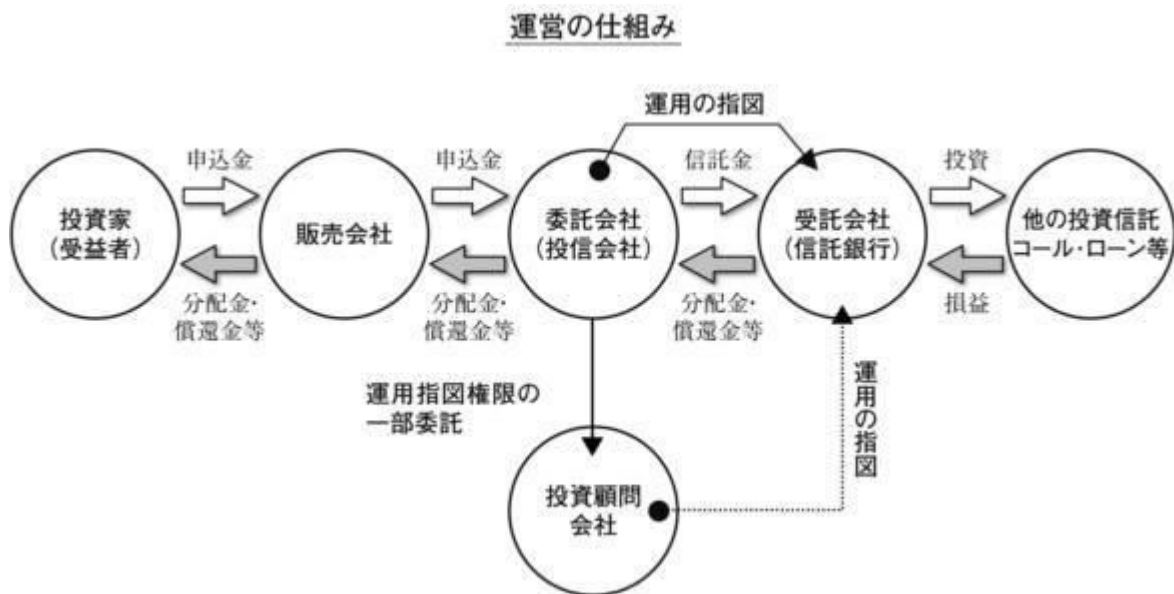 運営の仕組み
運用の指図
申込金
申込金
信託金
投資
投資家
(受益者)
販売会社
委託会社
(投信会社)
受託会社
(信託銀行)
他の投資信託
コール・ローン等
分配金・
償還金等
分配金・
償還金等
分配金・
償還金等
損益
運用指図権限の
一部委託
運用の指図
投資顧問
会社